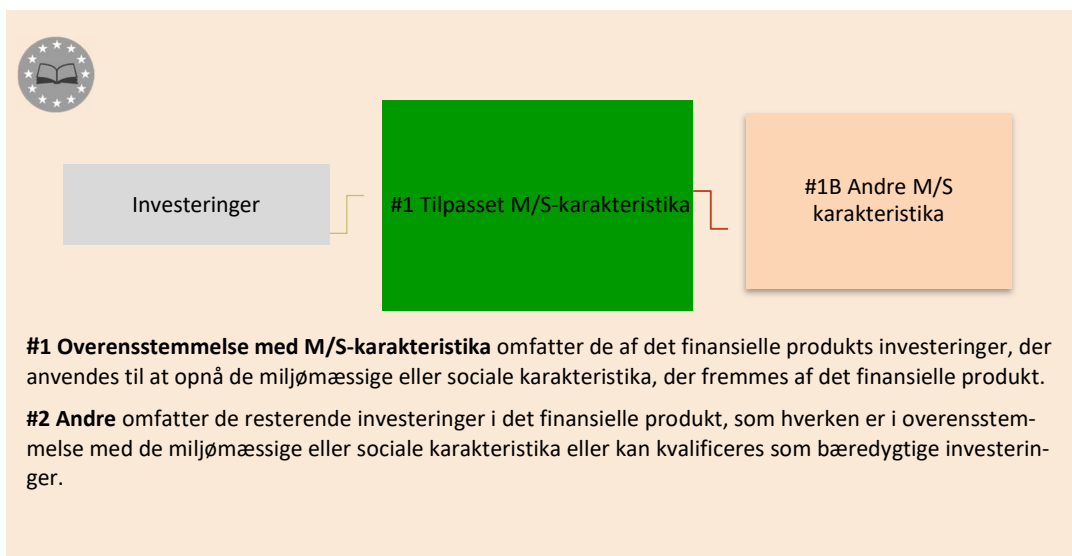 Investeringer
#1 Tilpasset M/S-karakteristika
#1B Andre M/S
karakteristika
#1 Overensstemmelse med M/S-karakteristika omfatter de af det finansielle produkts investeringer, der
anvendes til at opnå de miljømæssige eller sociale karakteristika, der fremmes af det finansielle produkt.
#2 Andre omfatter de resterende investeringer i det finansielle produkt, som hverken er i overensstem-
melse med de miljømæssige eller sociale karakteristika eller kan kvalificeres som bæredygtige investerin-
ger.